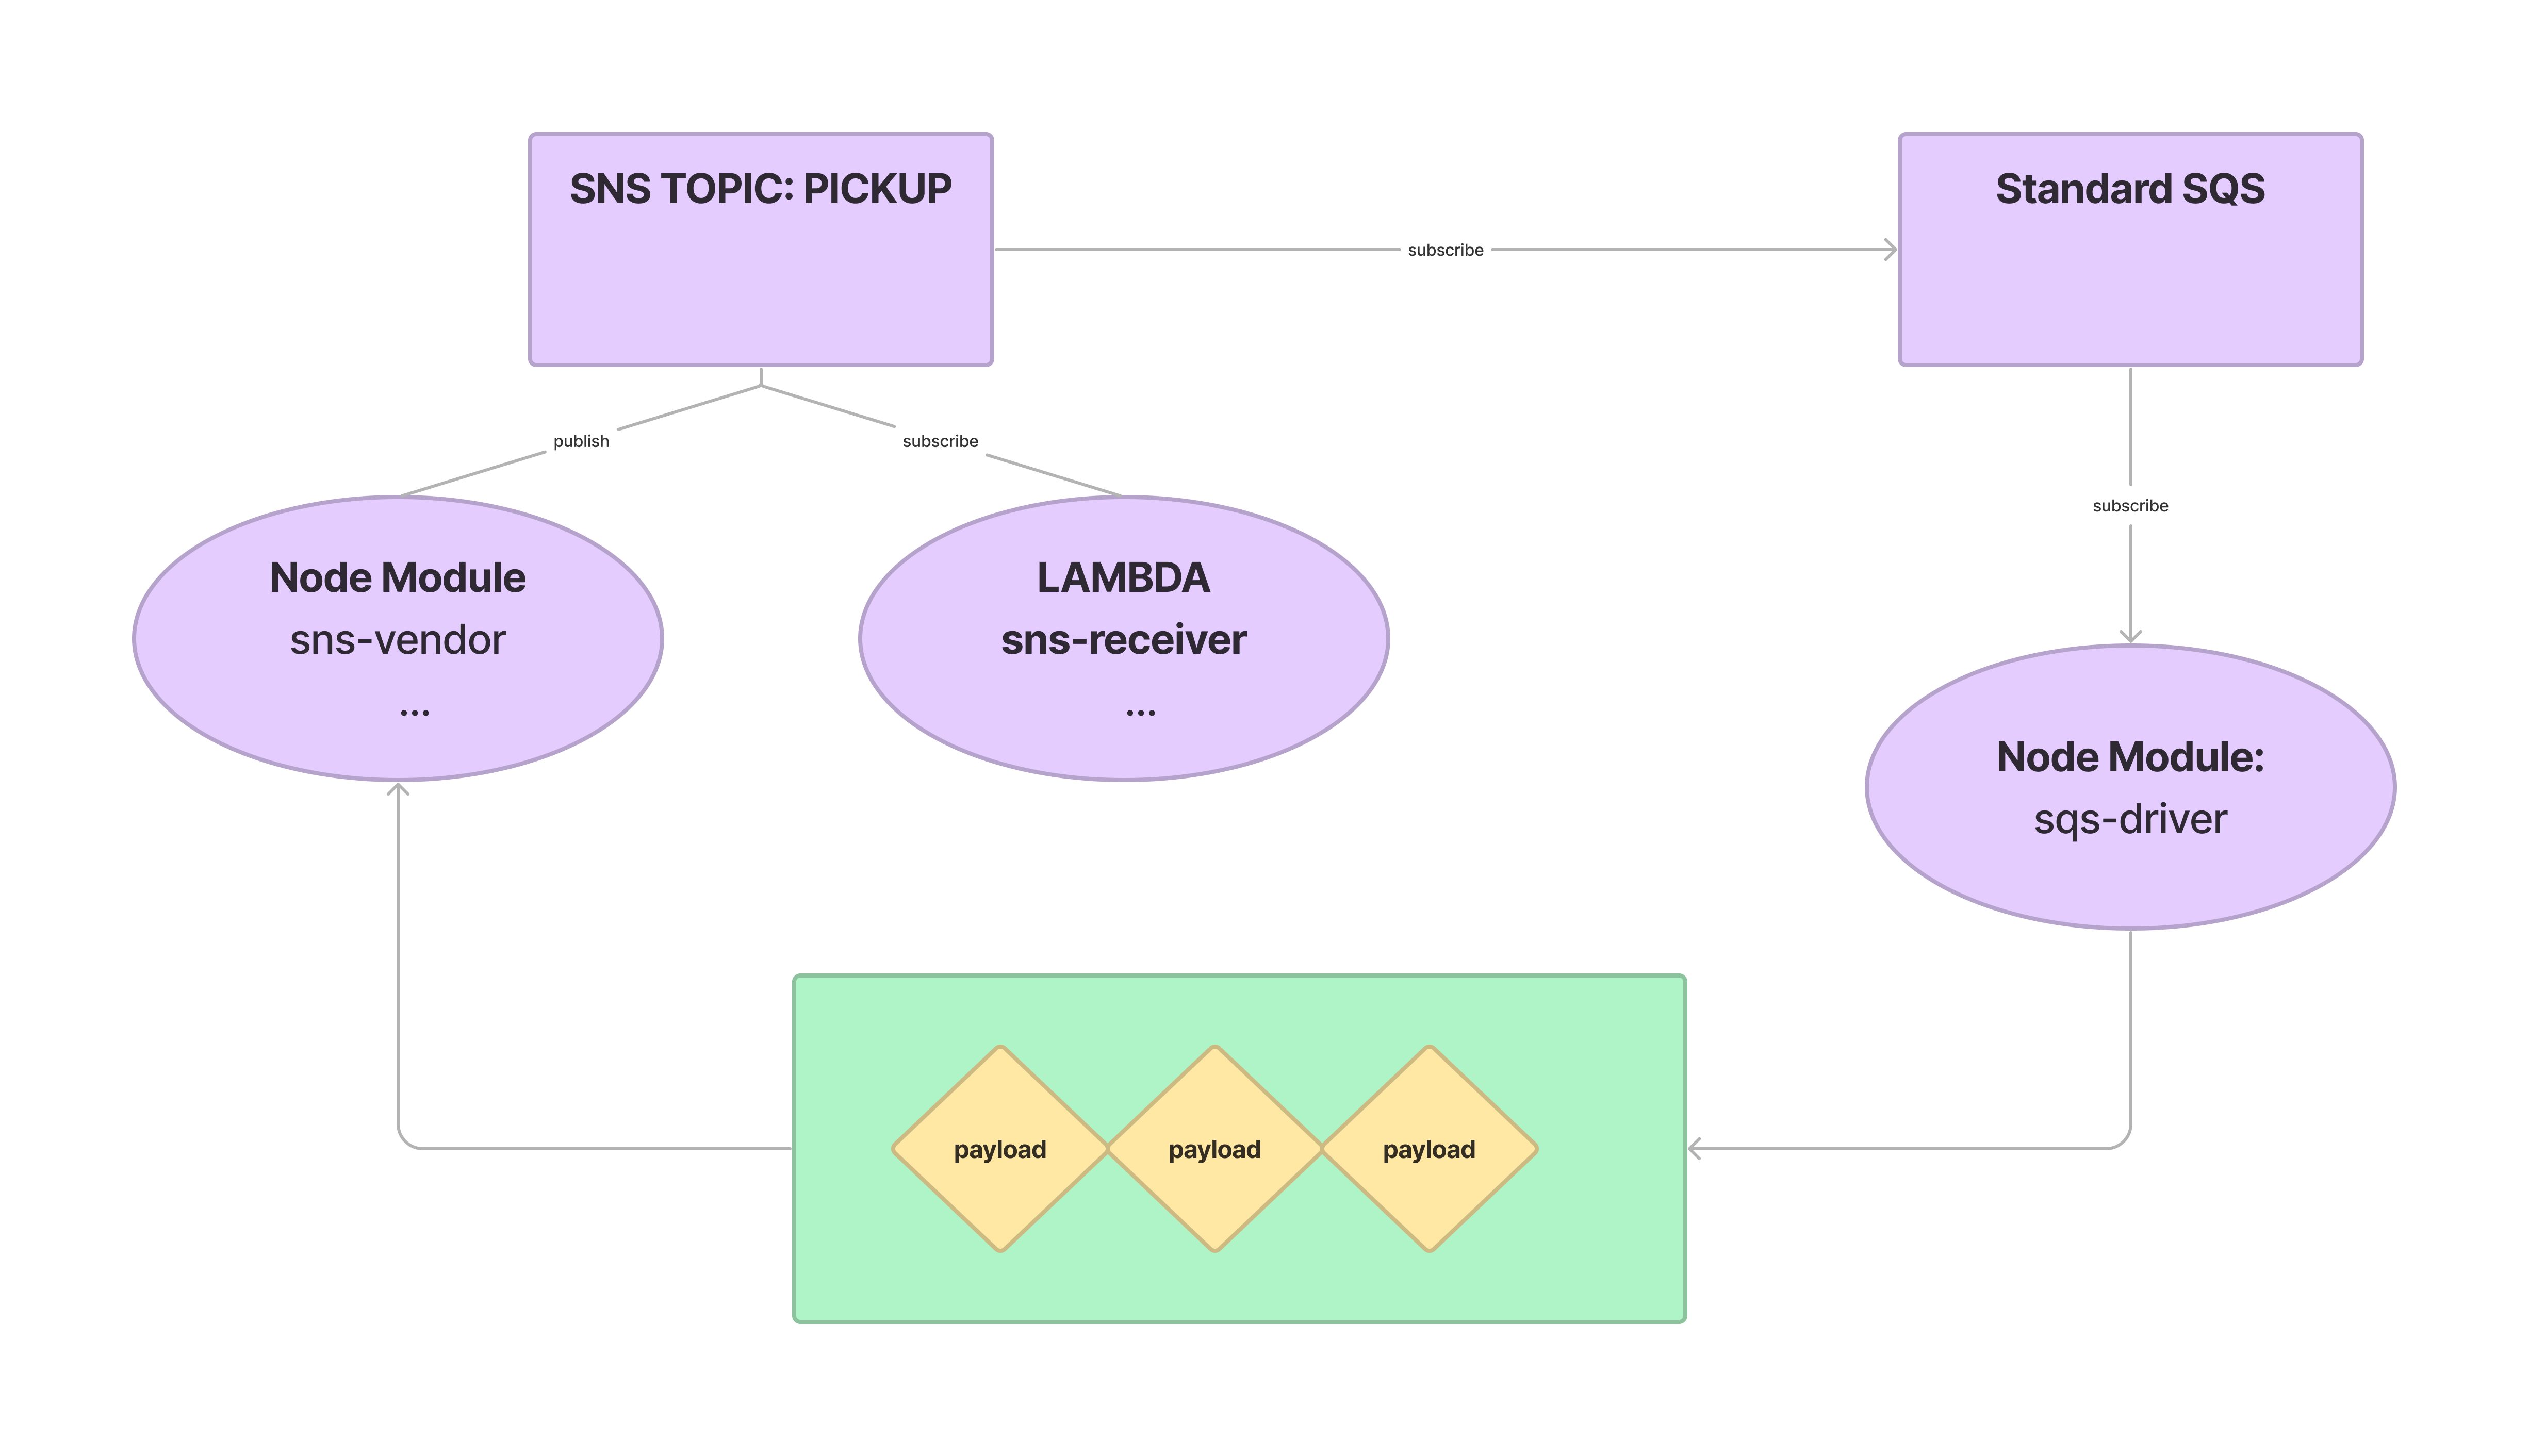 SNS TOPIC: PICKUP
Standard SQS
subscribe
publish
subscribe
subscribe
Node Module
sns-vendor
...
LAMBDA
sns-receiver
...
Node Module:
sqs-driver
payload
payload
payload